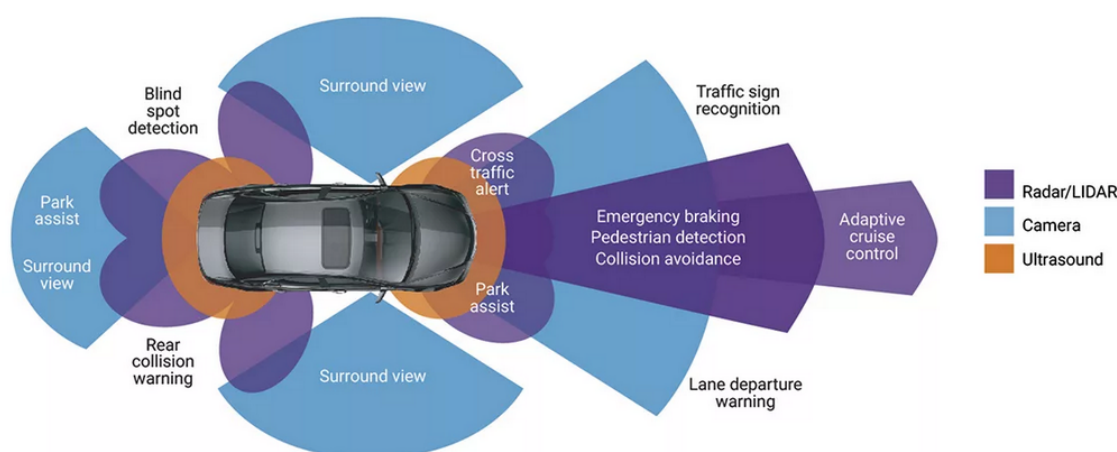 Surround view
Blind
spot
detection
Traffic sign
recognition
Cross
traffic
alert
Park
assist
Surround
view
Emergency braking
Pedestrian detection
Collision avoidance
Adaptive
cruise
control
Radar/LIDAR
Camera
Ultrasound
Park
assist
Rear
collision
warning
Surround view
Lane departure
warning